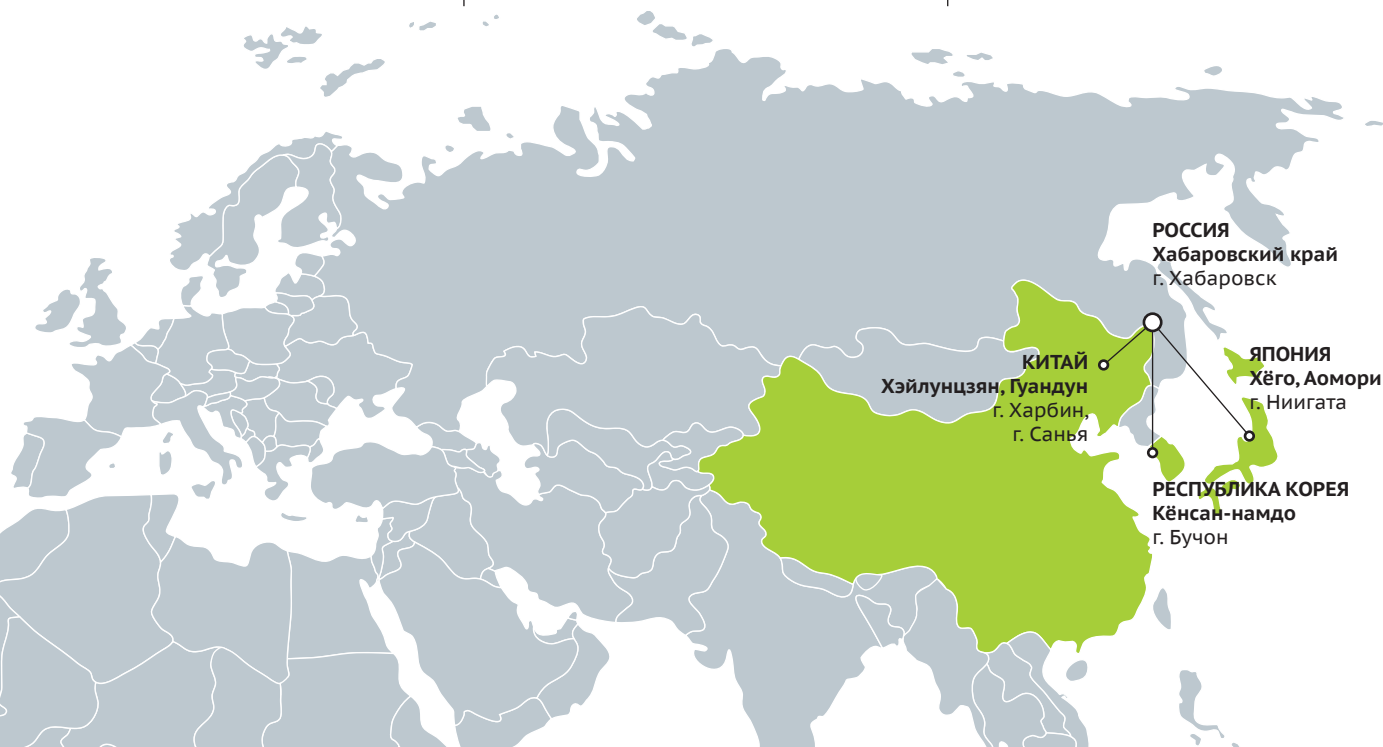 РОССИЯ
Хабаровский край
г. Хабаровск
КИТАЙ
Хэйлунцзян, Гуандун
г. Харбин,
г. Санья
ЯПОНИЯ
Хёго, Аомори
г. Ниигата
РЕСПУБЛИКА КОРЕЯ
Кёнсан-намдо
г. Бучон